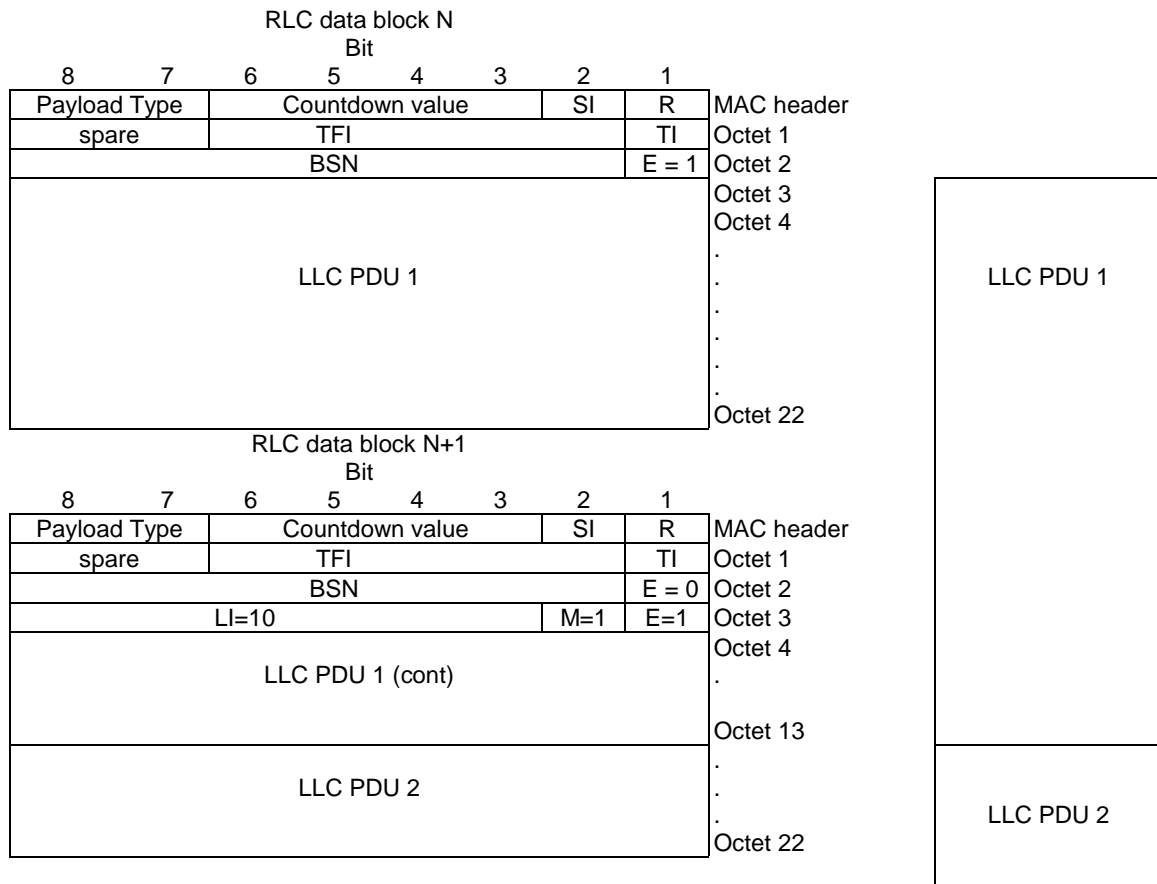 RLC data block N
Bit
8 7 6 5 4 3 2 1
Payload Type Countdown value SI R MAC header
spare TFI TI Octet 1
BSN E = 1 Octet 2
Octet 3
Octet 4
.
LLC PDU 1 . LLC PDU 1
.
.
.
.
Octet 22
RLC data block N+1
Bit
8 7 6 5 4 3 2 1
Payload Type Countdown value SI R MAC header
spare TFI TI Octet 1
BSN E = 0 Octet 2
LI=10 M=1 E=1 Octet 3
Octet 4
LLC PDU 1 (cont) .
Octet 13
.
LLC PDU 2 .
. LLC PDU 2
Octet 22